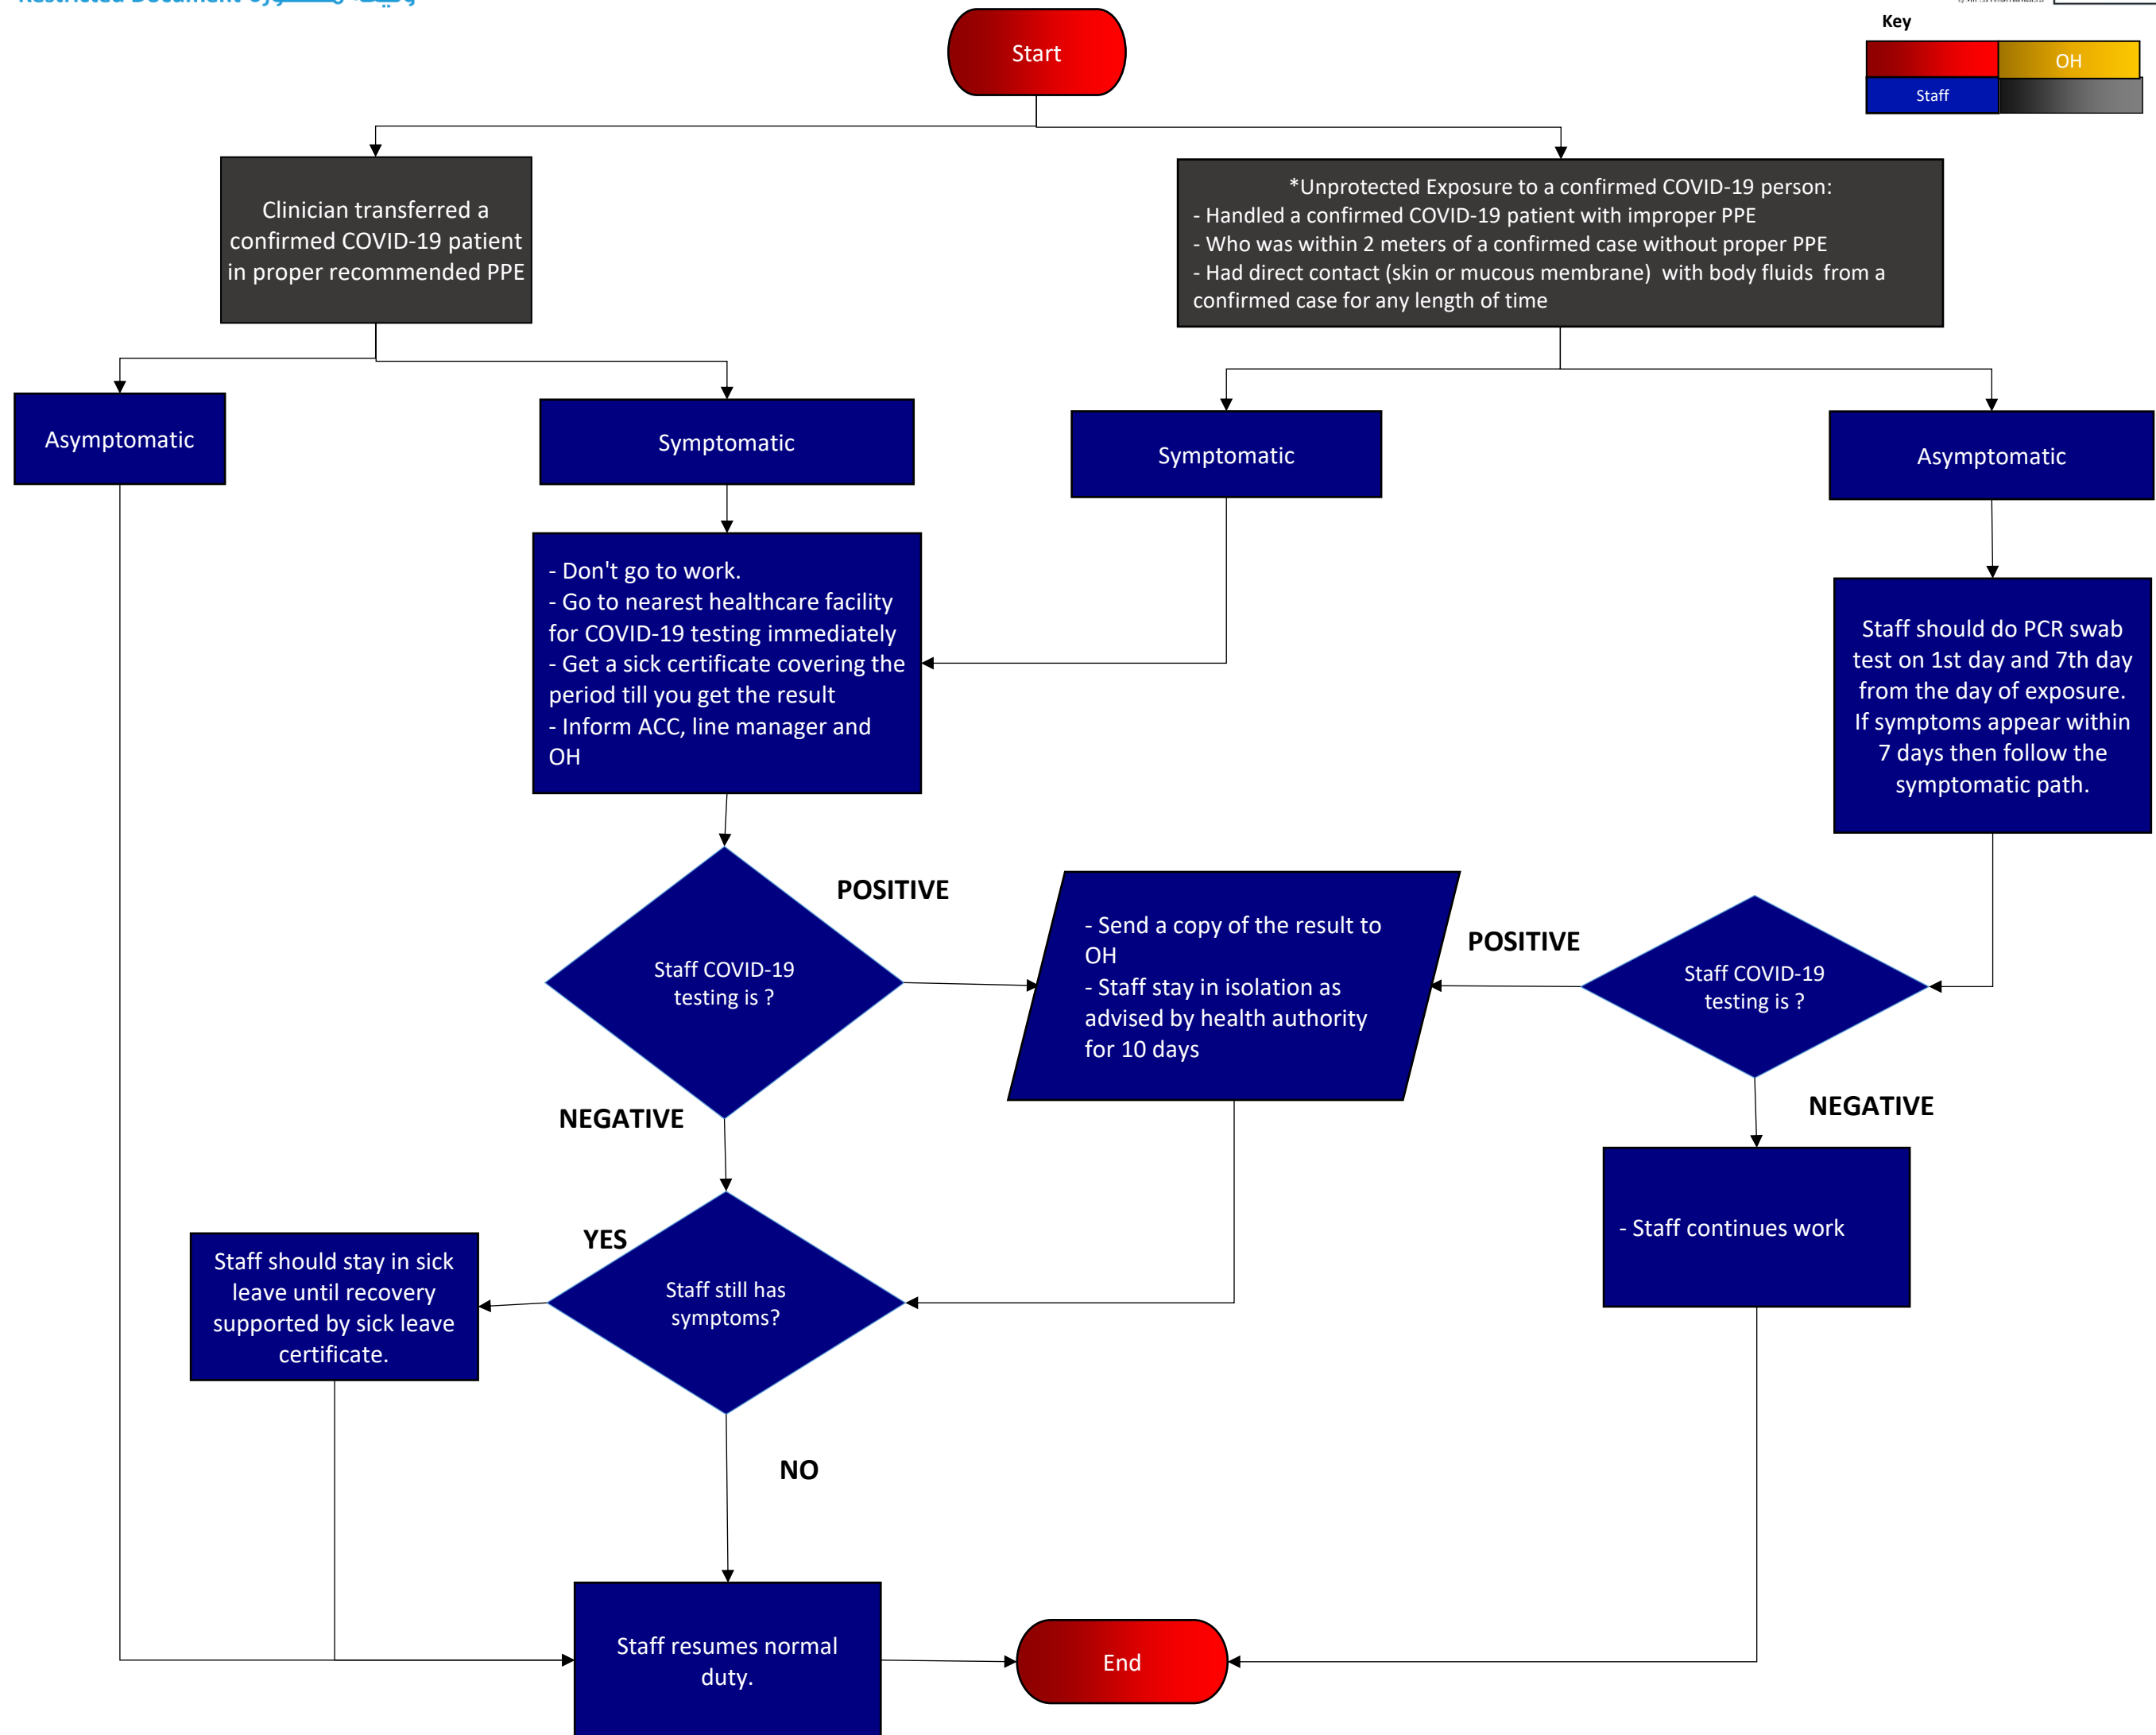 Restricted Document
Key
OH
Staff
Start
Clinician transferred a
confirmed COVID-19 patient
in proper recommended PPE
*Unprotected Exposure to a confirmed COVID-19 person:
- Handled a confirmed COVID-19 patient with improper PPE
- Who was within 2 meters of a confirmed case without proper PPE
- Had direct contact (skin or mucous membrane) with body fluids from a
confirmed case for any length of time
Asymptomatic
Symptomatic
Symptomatic
Asymptomatic
- Don't go to work.
- Go to nearest healthcare facility
for COVID-19 testing immediately
- Get a sick certificate covering the
period till you get the result
- Inform ACC, line manager and
OH
Staff should do PCR swab
test on 1st day and 7th day
from the day of exposure.
If symptoms appear within
7 days then follow the
symptomatic path.
Staff COVID-19
testing is ?
POSITIVE
- Send a copy of the result to
OH
- Staff stay in isolation as
advised by health authority
for 10 days
POSITIVE
Staff COVID-19
testing is ?
NEGATIVE
NEGATIVE
- Staff continues work
YES
Staff should stay in sick
leave until recovery
supported by sick leave
certificate.
Staff still has
symptoms?
NO
Staff resumes normal
duty.
End